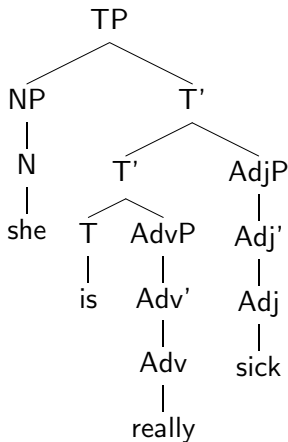 TP
NP T'
N T' AdjP
she T AdvP Adj'
is Adv' Adj
Adv sick
really